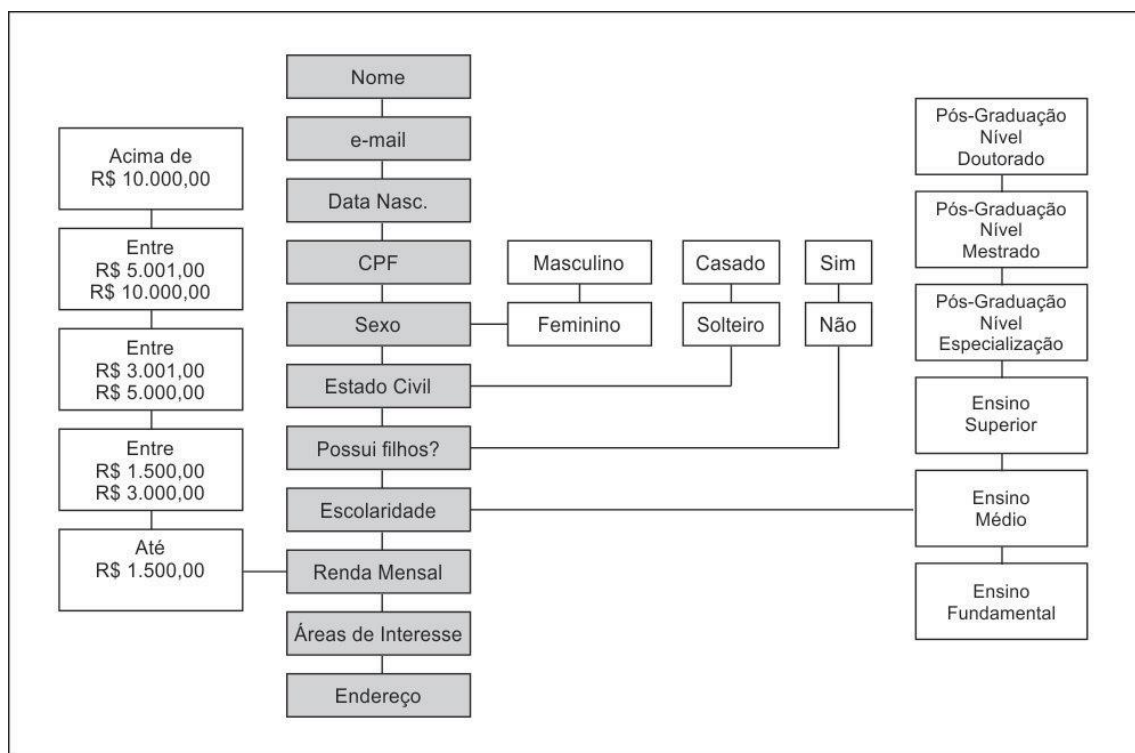 Nome
e-mail
Data Nasc.
CPF
Sexo
Estado Civil
Possui filhos?
Escolaridade
Renda Mensal
Áreas de Interesse
Endereço
Acima de
R$ 10.000,00
Entre
R$ 5.001,00
R$ 10.000,00
Entre
R$ 3.001,00
R$ 5.000,00
Entre
R$ 1.500,00
R$ 3.000,00
Até
R$ 1.500,00
Masculino
Feminino
Casado
Solteiro
Sim
Não
Pós-Graduação
Nível
Doutorado
Pós-Graduação
Nível
Mestrado
Pós-Graduação
Nível
Especialização
Ensino
Superior
Ensino
Médio
Ensino
Fundamental